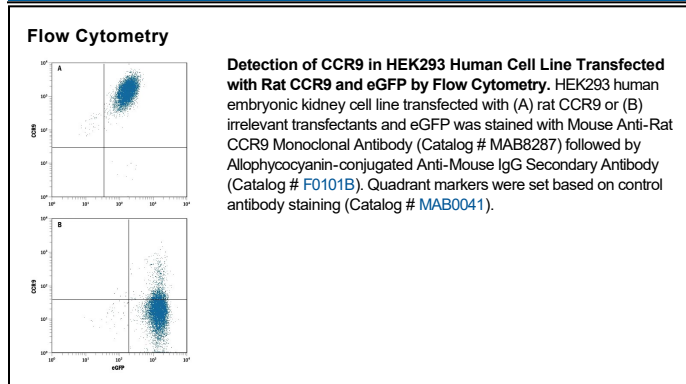 Flow Cytometry
A
CCR9
Detection of CCR9 in HEK293 Human Cell Line Transfected
with Rat CCR9 and eGFP by Flow Cytometry. HEK293 human
embryonic kidney cell line transfected with (A) rat CCR9 or (B)
irrelevant transfectants and eGFP was stained with Mouse Anti-Rat
CCR9 Monoclonal Antibody (Catalog # MAB8287) followed by
Allophycocyanin-conjugated Anti-Mouse IgG Secondary Antibody
(Catalog # F0101B). Quadrant markers were set based on control
antibody staining (Catalog # MAB0041).
B
CCR9
eGFP